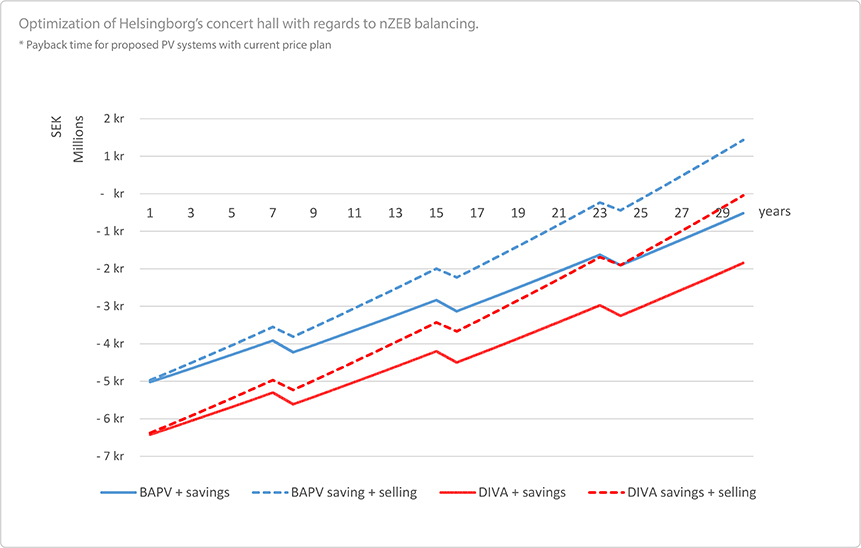 Optimization of Helsingborg's concert hall with regards to nZEB balancing.
* Payback time for proposed PV systems with current price plan
SEK
Millions
2 kr
1 kr
- kr
1 3 5 7 9 11 13 15 17 19 21 23 25 27 29 years
- 1 kr
- 2 kr
- 3 kr
- 4 kr
- 5 kr
- 6 kr
- 7 kr
BAPV + savings BAPV saving + selling DIVA + savings DIVA savings + selling